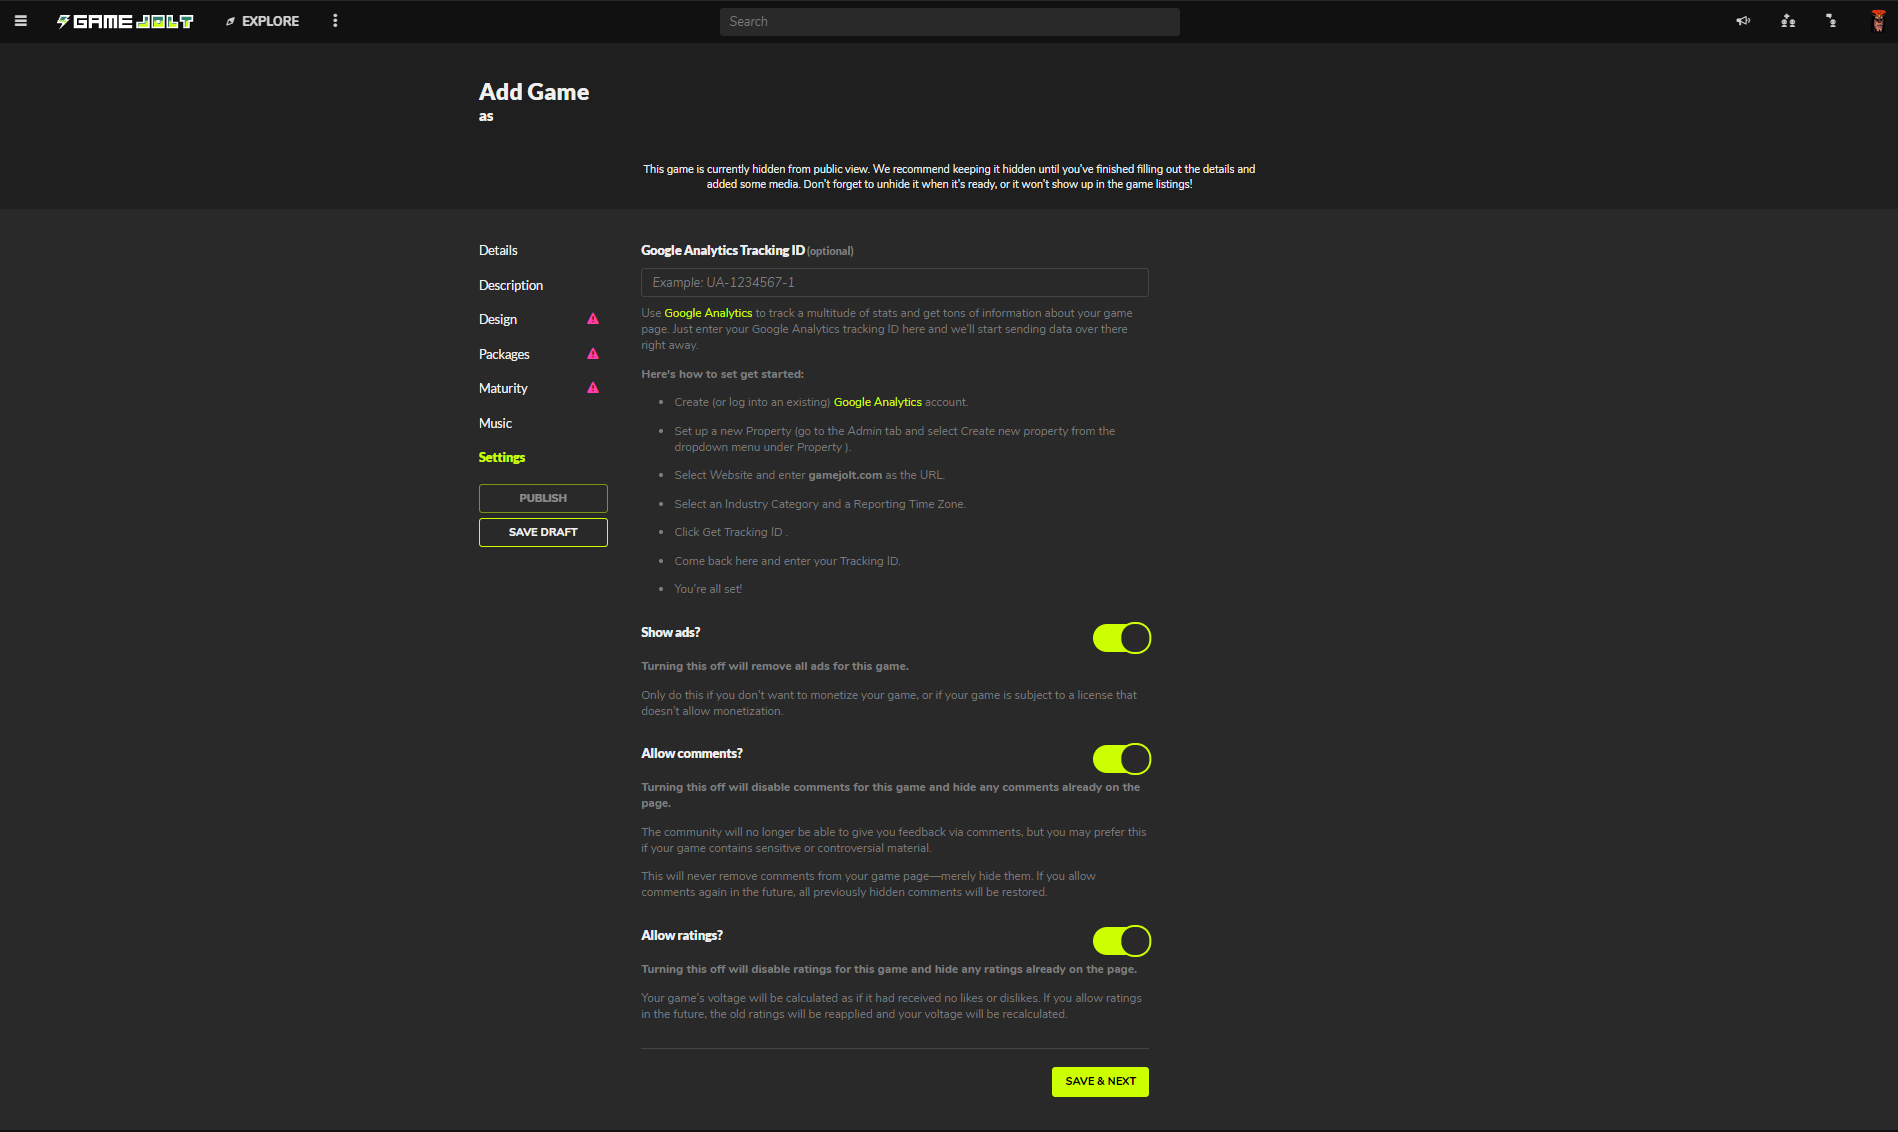 GAME JOLT
EXPLORE
Search
Add Game
as
This game is currently hidden from public view. We recommend keeping it hidden until you've finished filling out the details and
added some media. Don't forget to unhide it when it's ready, or it won't show up in the game listings!
Details
Description
Design
Packages
Maturity
Music
Settings
PUBLISH
SAVE DRAFT
Google Analytics Tracking ID (optional)
Example: UA-1234567-1
Use Google Analytics to track a multitude of stats and get tons of information about your game
page. Just enter your Google Analytics tracking ID here and we'll start sending data over there
right away.
Here's how to set get started:
Create (or log into an existing) Google Analytics account.
Set up a new Property (go to the Admin tab and select Create new property from the
dropdown menu under Property ).
Select Website and enter gamejolt.com as the URL.
Select an Industry Category and a Reporting Time Zone.
Click Get Tracking ID .
Come back here and enter your Tracking ID.
You're all set!
Show ads?
Turning this off will remove all ads for this game.
Only do this if you don't want to monetize your game, or if your game is subject to a license that
doesn't allow monetization.
Allow comments?
Turning this off will disable comments for this game and hide any comments already on the
page.
The community will no longer be able to give you feedback via comments, but you may prefer this
if your game contains sensitive or controversial material.
This will never remove comments from your game page—merely hide them. If you allow
comments again in the future, all previously hidden comments will be restored.
Allow ratings?
Turning this off will disable ratings for this game and hide any ratings already on the page.
Your game's voltage will be calculated as if it had received no likes or dislikes. If you allow ratings
in the future, the old ratings will be reapplied and your voltage will be recalculated.
SAVE & NEXT